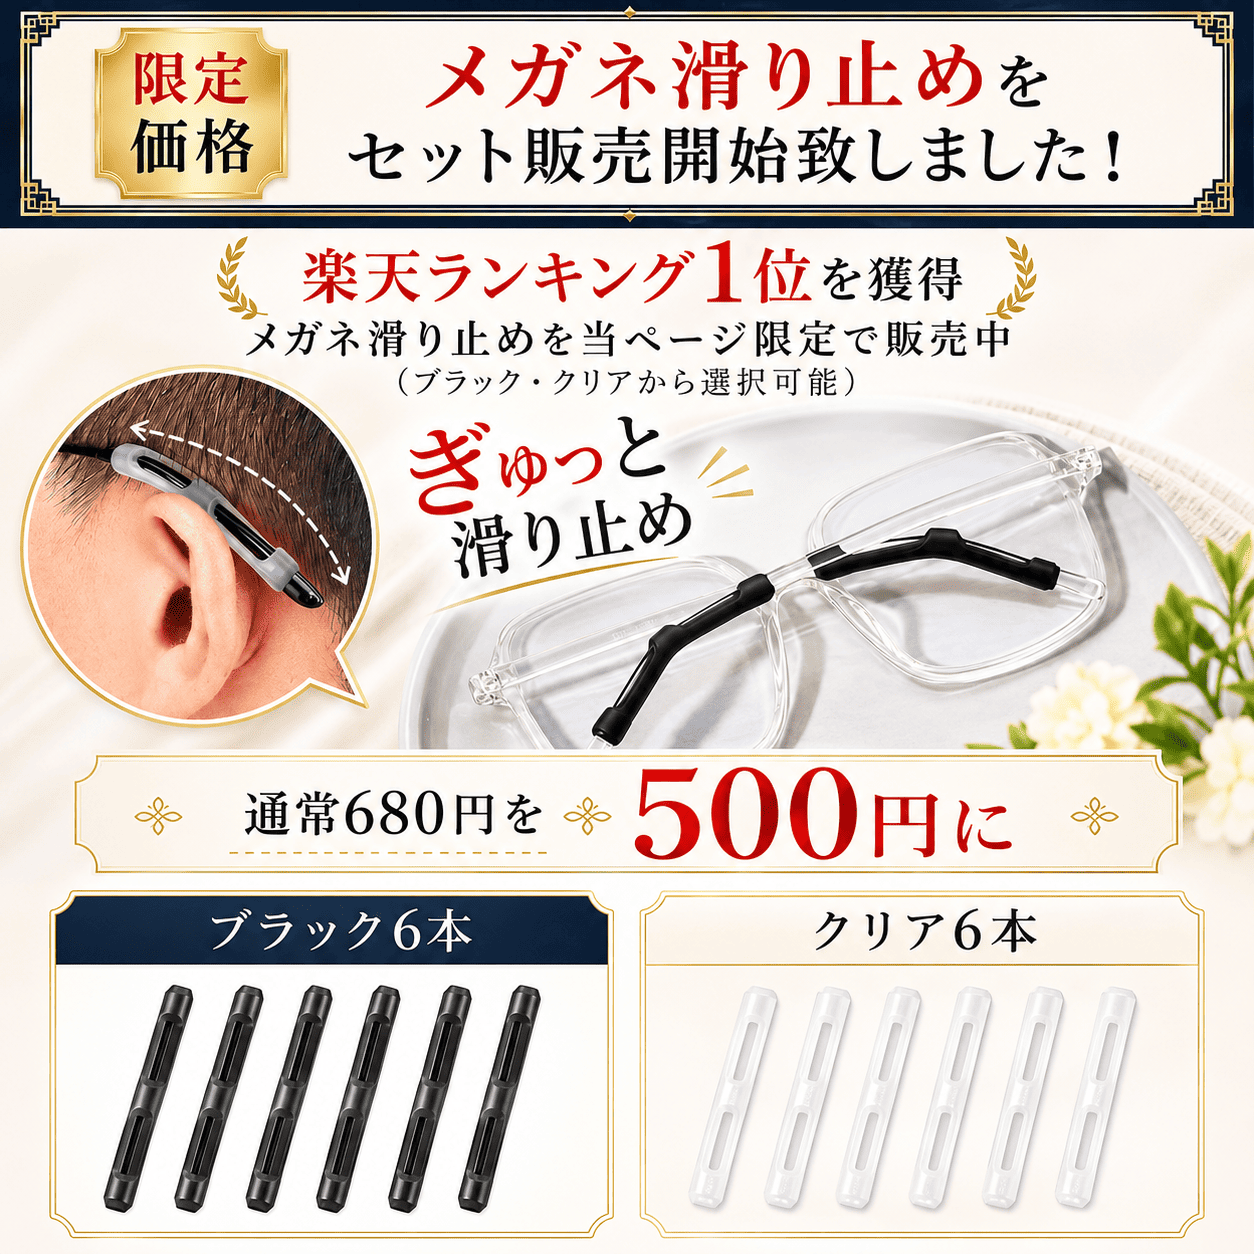 限定
価格
メガネ滑り止めを
セット販売開始致しました！
楽天ランキング1位を獲得
メガネ滑り止めを当ページ限定で販売中
（ブラック・クリアから選択可能）
ぎゅっと
滑り止め
通常680円を
500円に
ブラック6本
クリア6本